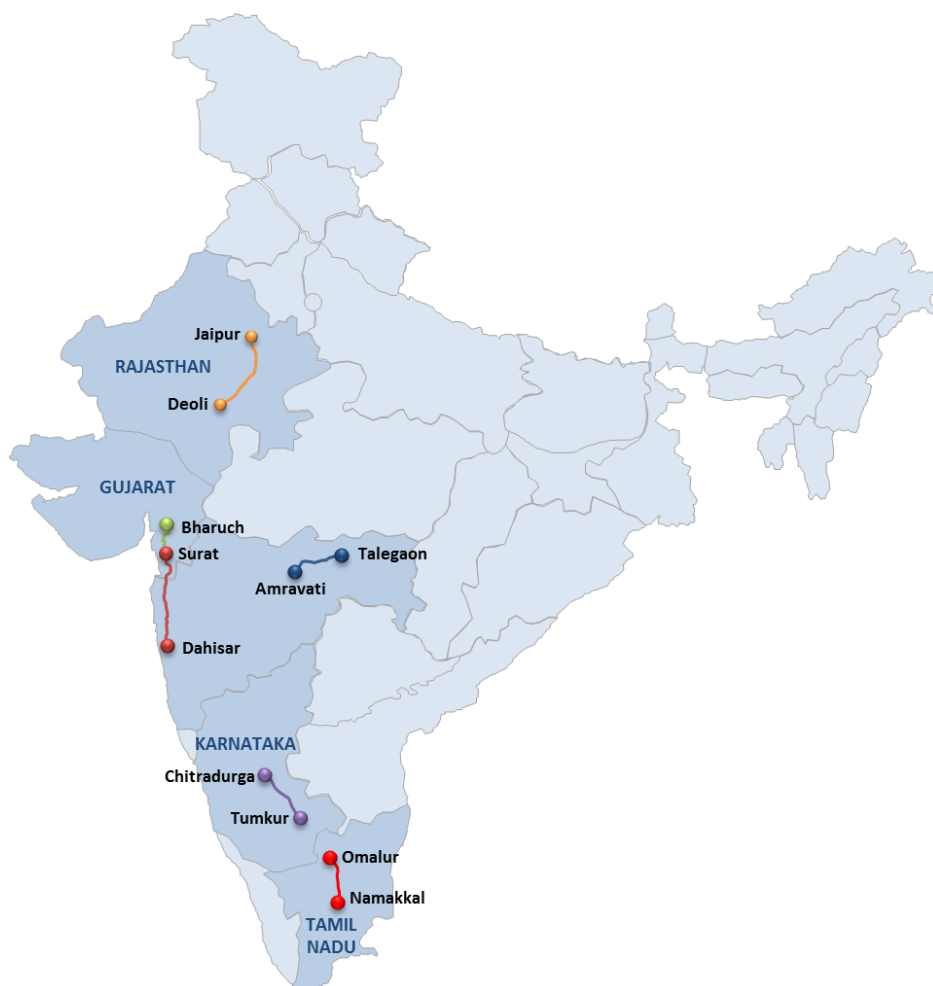 Jaipur
RAJASTHAN
Deoli
GUJARAT
Bharuch
Surat
Talegaon
Amravati
Dahisar
KARNATAKA
Chitradurga
Tumkur
Omalur
Namakkal
TAMIL
NADU